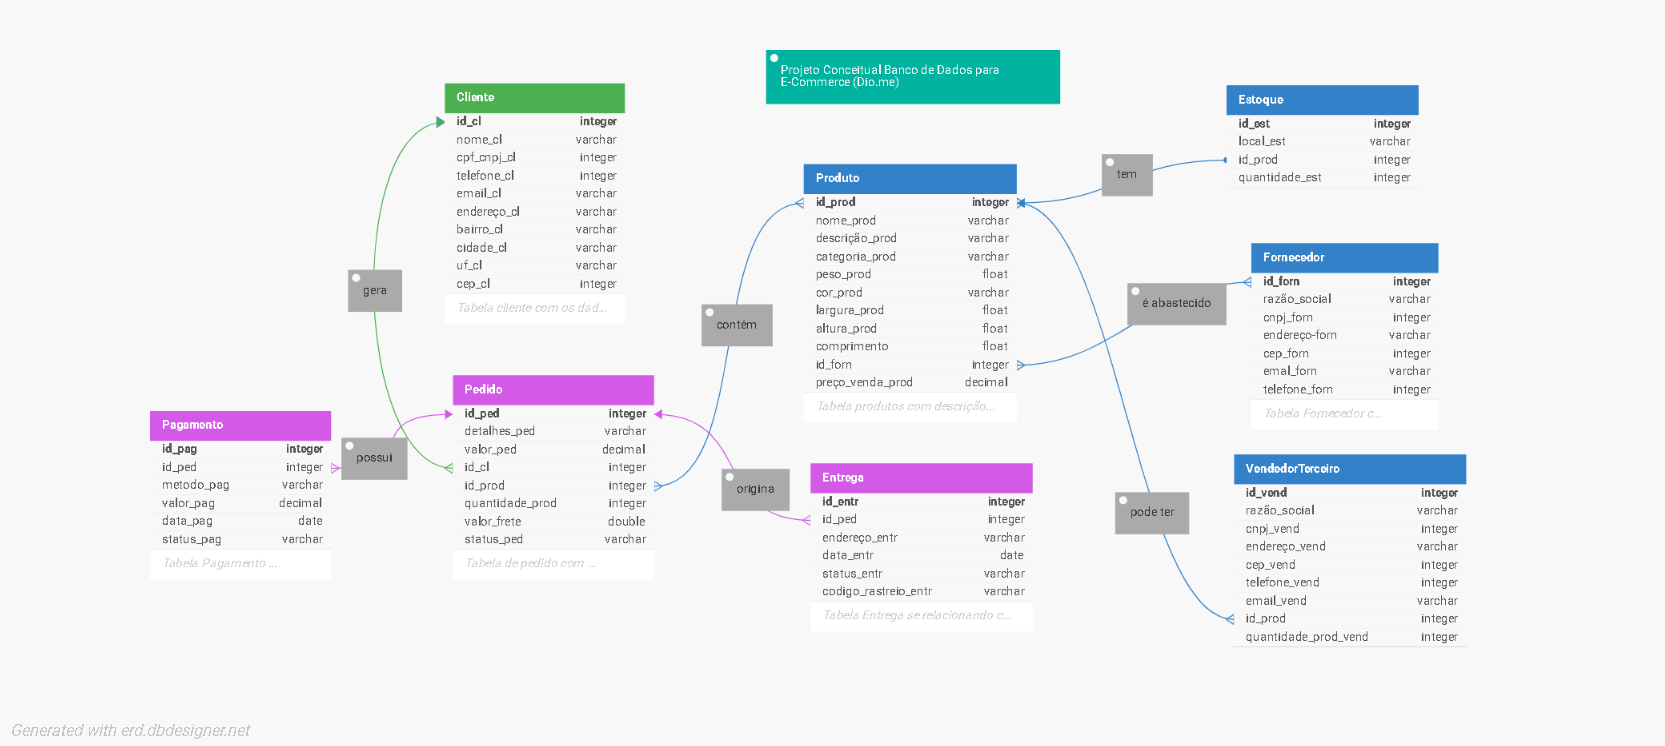 Projeto Conceitual Banco de Dados para
E-Commerce (Dio.me)
Cliente
id_cl integer
nome_cl varchar
cpf_cnpj_cl integer
telefone_cl integer
email_cl varchar
endereço_cl varchar
bairro_cl varchar
cidade_cl varchar
uf_cl varchar
cep_cl integer
Tabela cliente com os dad...
gera
Pagamento
id_pag integer
id_ped integer
metodo_pag varchar
valor_pag decimal
data_pag date
status_pag varchar
Tabela Pagamento ...
possui
Pedido
id_ped integer
detalhes_ped varchar
valor_ped decimal
id_cl integer
id_prod integer
quantidade_prod integer
valor_frete double
status_ped varchar
Tabela de pedido com ...
contém
origina
Produto
id_prod integer
nome_prod varchar
descrição_prod varchar
categoria_prod varchar
peso_prod float
cor_prod varchar
largura_prod float
altura_prod float
comprimento float
id_forn integer
preço_venda_prod decimal
Tabela produtos com descrição...
Entrega
id_entr integer
id_ped integer
endereço_entr varchar
data_entr date
status_entr varchar
codigo_rastreio_entr varchar
Tabela Entrega se relacionando c...
tem
é abastecido
pode ter
Estoque
id_est integer
local_est varchar
id_prod integer
quantidade_est integer
Fornecedor
id_forn integer
razão_social varchar
cnpj_forn integer
endereço-forn varchar
cep_forn integer
emal_forn varchar
telefone_forn integer
Tabela Fornecedor c...
VendedorTerceiro
id_vend integer
razão_social varchar
cnpj_vend integer
endereço_vend varchar
cep_vend integer
telefone_vend integer
email_vend varchar
id_prod integer
quantidade_prod_vend integer
Generated with erd.dbdesigner.net